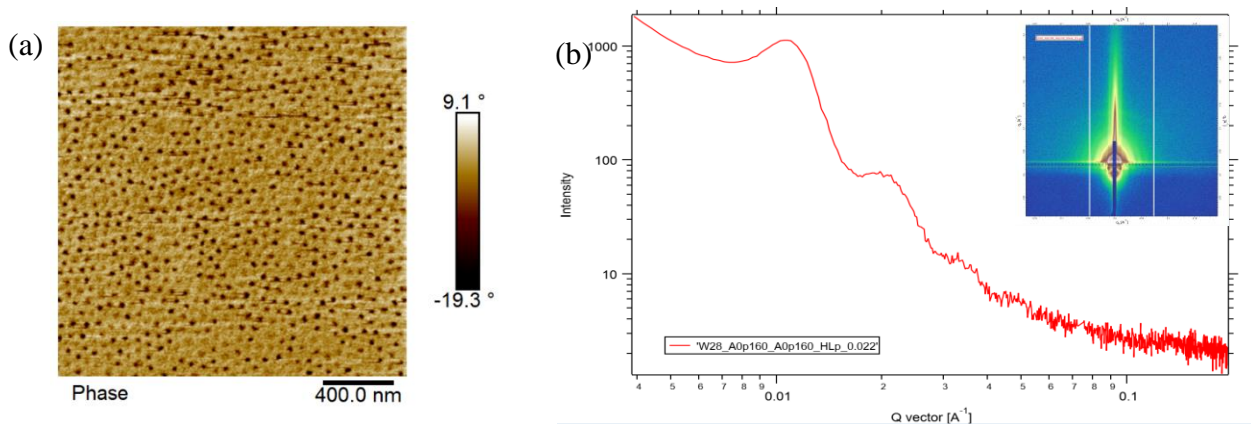 (a)
9.1 °
-19.3 °
Phase
400.0 nm
(b)
1000
100
10
Intensity
"W28_A0p160_A0p160_HLp_0.022"
4 5 6 7 8 9 2 3 4 5 6 7 8 9
0.01 0.1
Q vector [A⁻¹]